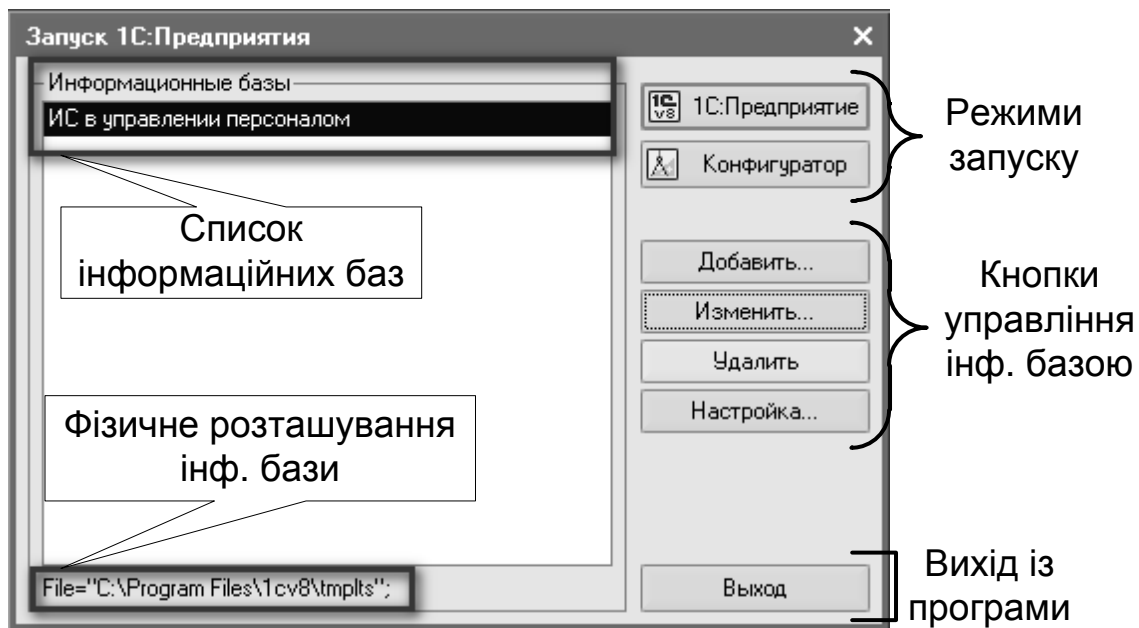 Запуск 1С:Предприятия
Информационные базы
ИС в управлении персоналом
1С:Предприятие
Конфигуратор
Режими
запуску
Список
інформаційних баз
Добавить...
Изменить...
Удалить
Настройка...
Кнопки
управління
інф. базою
Фізичне розташування
інф. бази
File="C:\Program Files\1cv8\tmplts";
Выход
Вихід із
програми